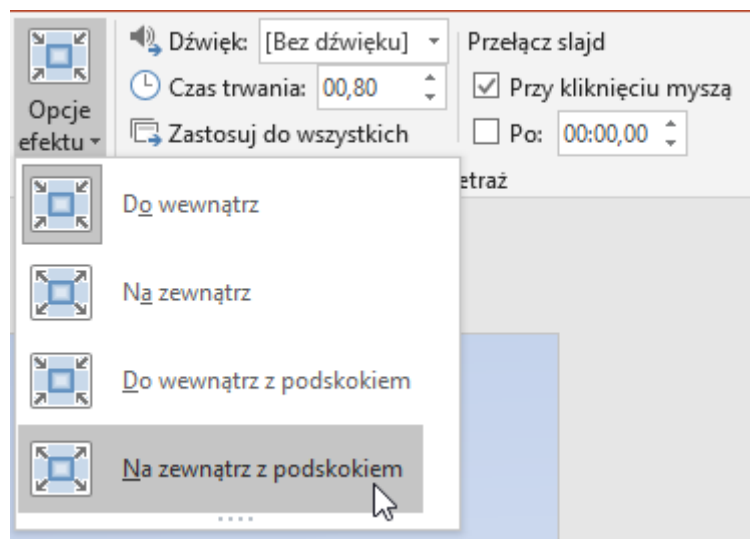 Opcje
efektu
Dźwięk: [Bez dźwięku]
Czas trwania: 00,80
Zastosuj do wszystkich
Przełącz slajd
Przy kliknięciu myszą
Po: 00:00,00
etraż
Do wewnątrz
Na zewnątrz
Do wewnątrz z podskokiem
Na zewnątrz z podskokiem